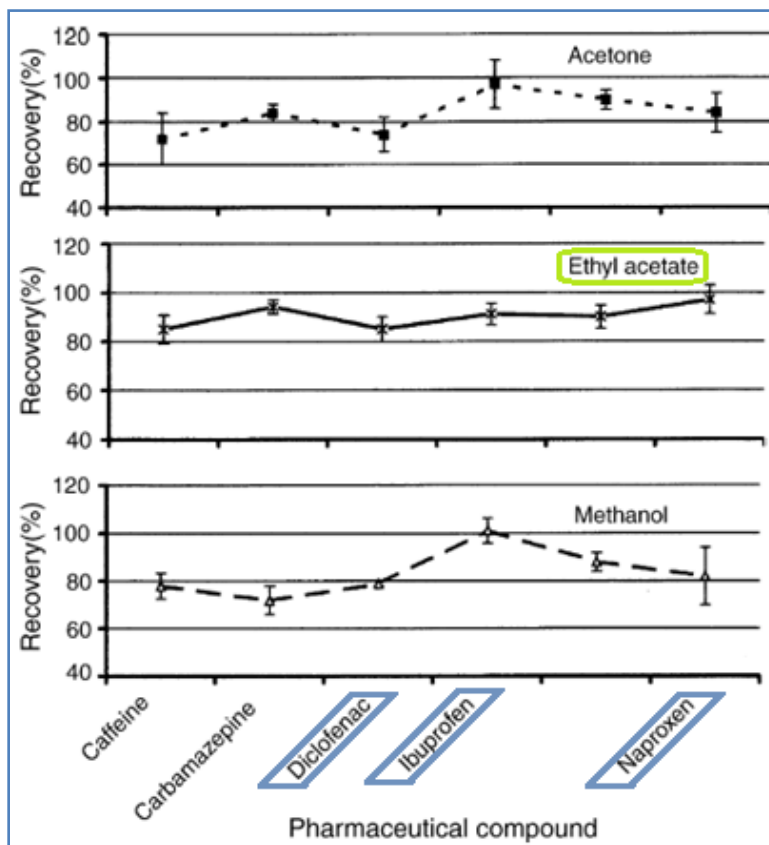 120
100
80
60
40
Recovery(%)
Acetone
120
100
80
60
40
Recovery(%)
Ethyl acetate
120
100
80
60
40
Recovery(%)
Methanol
Caffeine
Carbamazepine
Diclofenac
Ibuprofen
Naproxen
Pharmaceutical compound